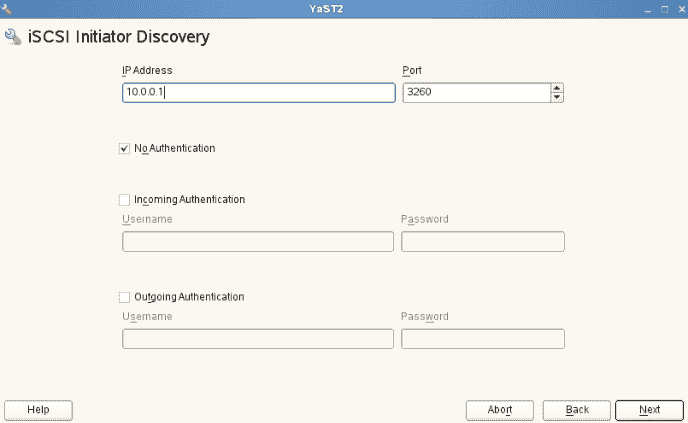 YaST2
iSCSI Initiator Discovery
IP Address
Port
10.0.0.1
3260
No Authentication
Incoming Authentication
Username
Password
Outgoing Authentication
Username
Password
Help
Abort
Back
Next